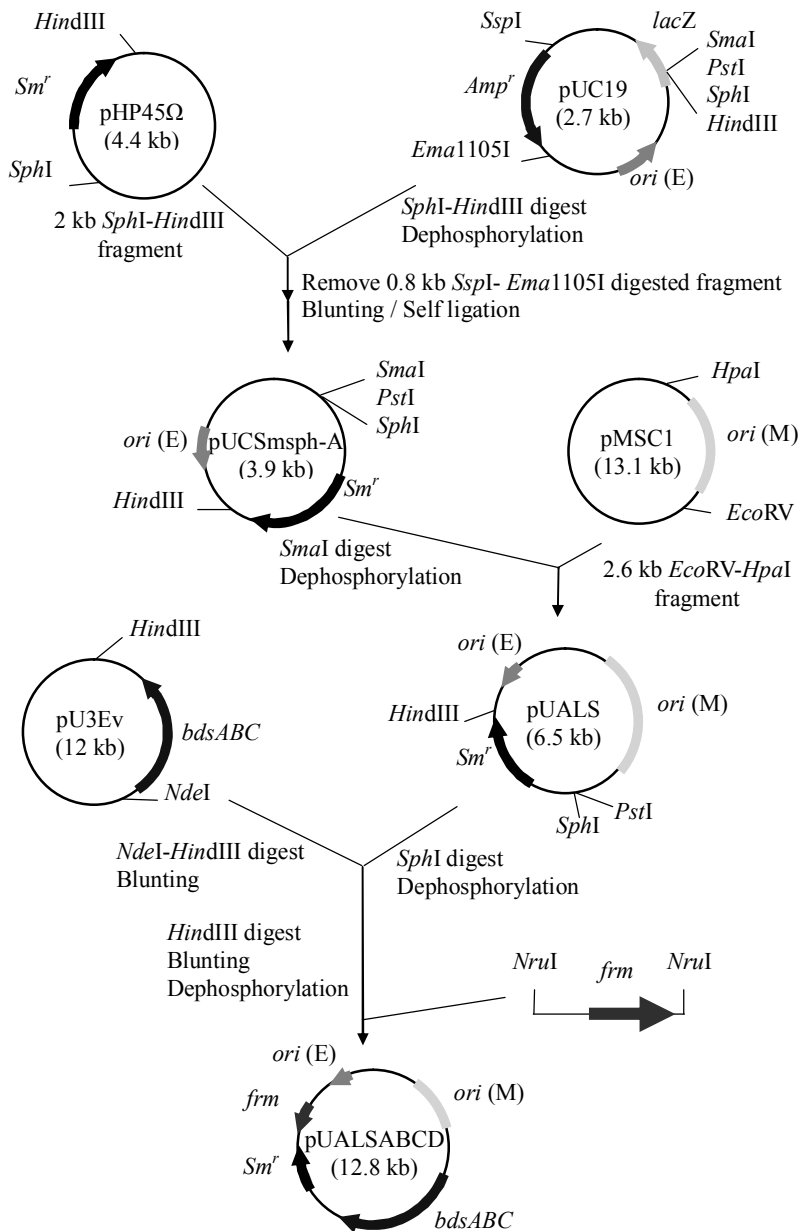 HindIII
Sm^r
pHP45Ω
(4.4 kb)
SphI
2 kb SphI-HindIII
fragment
SspI
lacZ
SmaI
PstI
SphI
HindIII
Amp^r
pUC19
(2.7 kb)
Ema1105I
ori (E)
SphI-HindIII digest
Dephosphorylation
Remove 0.8 kb SspI- Ema1105I digested fragment
Blunting / Self ligation
SmaI
PstI
SphI
ori (E)
pUCSmsph-A
(3.9 kb)
HindIII
Sm^r
SmaI digest
Dephosphorylation
HpaI
pMSC1
(13.1 kb)
ori (M)
EcoRV
2.6 kb EcoRV-HpaI
fragment
HindIII
pU3Ev
(12 kb)
bdsABC
NdeI
ori (E)
HindIII
pUALS
(6.5 kb)
ori (M)
Sm^r
PstI
SphI
NdeI-HindIII digest
Blunting
SphI digest
Dephosphorylation
HindIII digest
Blunting
Dephosphorylation
NruI
frm
NruI
ori (E)
ori (M)
frm
pUALSABCD
(12.8 kb)
Sm^r
bdsABC